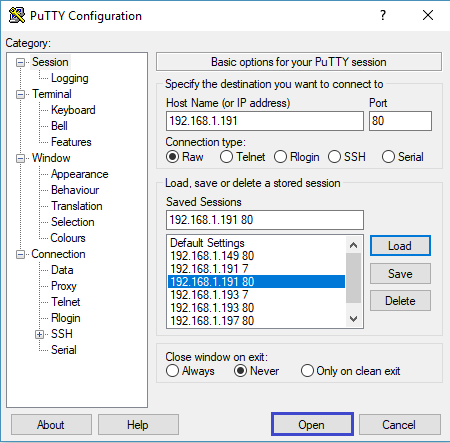 PuTTY Configuration
?
Category:
Session
Logging
Terminal
Keyboard
Bell
Features
Window
Appearance
Behaviour
Translation
Selection
Colours
Connection
Data
Proxy
Telnet
Rlogin
SSH
Serial
Basic options for your PuTTY session
Specify the destination you want to connect to
Host Name (or IP address) Port
192.168.1.191 80
Connection type:
Raw Telnet Rlogin SSH Serial
Load, save or delete a stored session
Saved Sessions
192.168.1.191 80
Default Settings
192.168.1.149 80
192.168.1.191 7
192.168.1.191 80
192.168.1.193 7
192.168.1.193 80
192.168.1.197 80
Load
Save
Delete
Close window on exit:
Always Never Only on clean exit
About Help Open Cancel